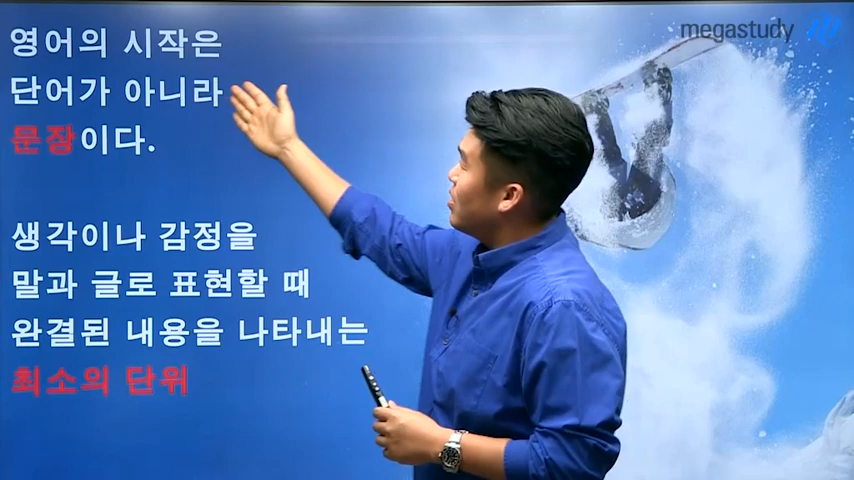 megastudy
영어의 시작은
단어가 아니라
문장이다.
생각이나 감정을
말과 글로 표현할 때
완결된 내용을 나타내는
최소의 단위